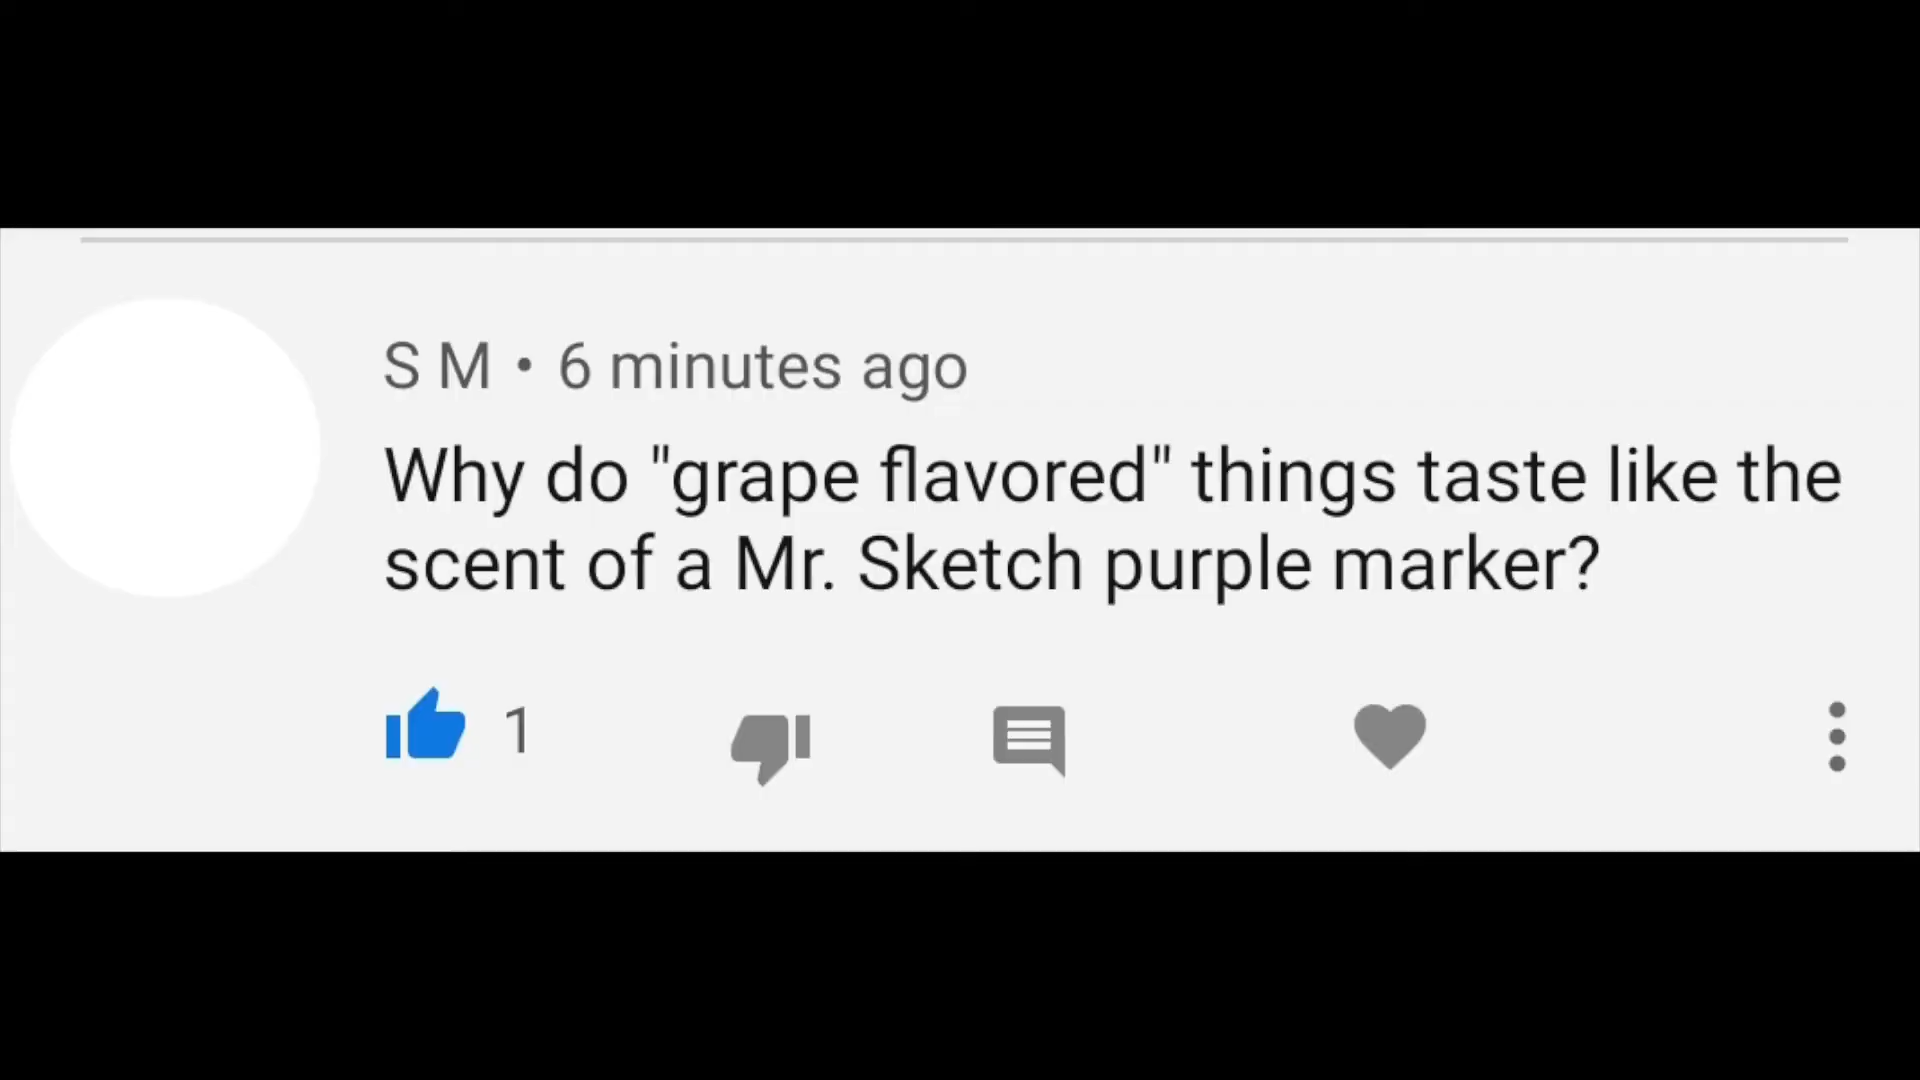 S M • 6 minutes ago
Why do "grape flavored" things taste like the
scent of a Mr. Sketch purple marker?
1